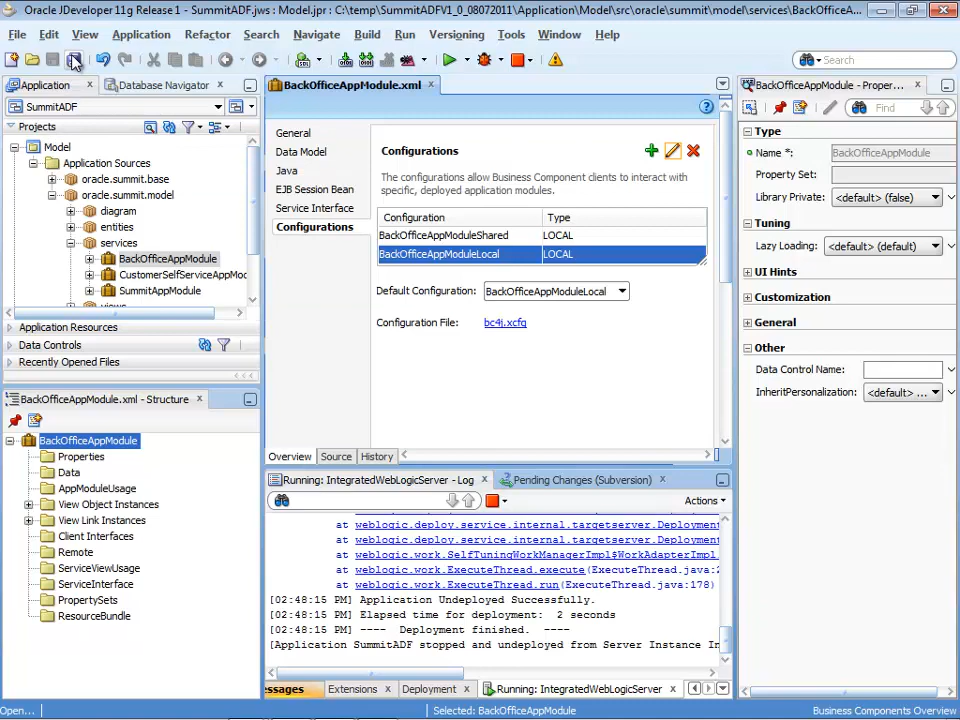 Oracle JDeveloper 11g Release 1 - SummitADF.jws : Model.jpr : C:\temp\SummitADFV1_0_08072011\Application\Model\src\oracle\summit\model\services\BackOfficeA...
File Edit View Application Refactor Search Navigate Build Run Versioning Tools Window Help
Search
Application
Database Navigator
SummitADF
Projects
Model
Application Sources
oracle.summit.base
oracle.summit.model
diagram
entities
services
BackOfficeAppModule
CustomerSelfServiceAppMod
SummitAppModule
views
Application Resources
Data Controls
Recently Opened Files
BackOfficeAppModule.xml - Structure
BackOfficeAppModule
Properties
Data
AppModuleUsage
View Object Instances
View Link Instances
Client Interfaces
Remote
ServiceViewUsage
ServiceInterface
PropertySets
ResourceBundle
BackOfficeAppModule.xml
General
Data Model
Java
EJB Session Bean
Service Interface
Configurations
Configurations
The configurations allow Business Component clients to interact with
specific, deployed application modules.
Configuration Type
BackOfficeAppModuleShared LOCAL
BackOfficeAppModuleLocal LOCAL
Default Configuration: BackOfficeAppModuleLocal
Configuration File: bc4j.xcfg
Overview Source History
Running: IntegratedWebLogicServer - Log
Pending Changes (Subversion)
Actions
at weblogic.deploy.service.internal.targetserver.Deployment
at weblogic.deploy.service.internal.targetserver.Deployment
at weblogic.work.SelfTuningWorkManagerImpl$WorkAdapterImpl
at weblogic.work.ExecuteThread.execute(ExecuteThread.java:2
at weblogic.work.ExecuteThread.run(ExecuteThread.java:178)
[02:48:15 PM] Application Undeployed Successfully.
[02:48:15 PM] Elapsed time for deployment: 2 seconds
[02:48:15 PM] ---- Deployment finished. ----
[Application SummitADF stopped and undeployed from Server Instance In
essages Extensions Deployment Running: IntegratedWebLogicServer
BackOfficeAppModule - Proper...
Find
Type
Name *: BackOfficeAppModule
Property Set:
Library Private: <default> (false)
Tuning
Lazy Loading: <default> (default)
UI Hints
Customization
General
Other
Data Control Name:
InheritPersonalization: <default> ...
Open...
Selected: BackOfficeAppModule
Business Components Overview